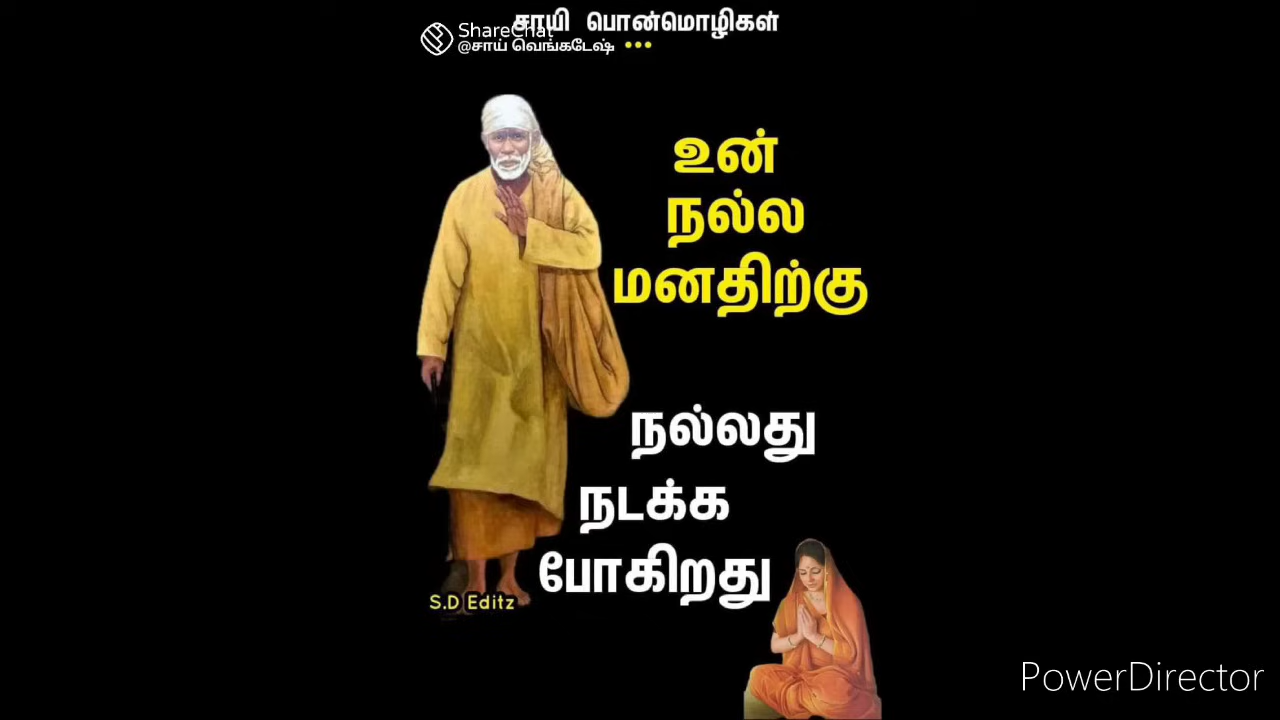 சாயி பொன்மொழிகள்
ShareChat
@சாய் வெங்கடேஷ்
உன்
நல்ல
மனதிற்கு
நல்லது
நடக்க
போகிறது
S.D Editz
PowerDirector